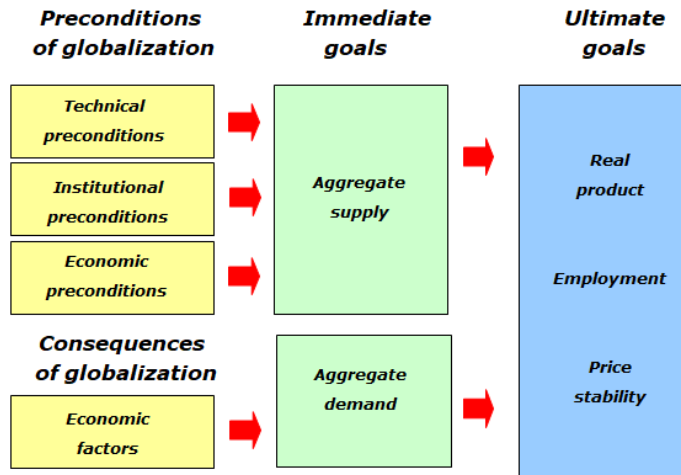 Preconditions
of globalization
Immediate
goals
Ultimate
goals
Technical
preconditions
Institutional
preconditions
Economic
preconditions
Aggregate
supply
Real
product
Employment
Price
stability
Consequences
of globalization
Economic
factors
Aggregate
demand